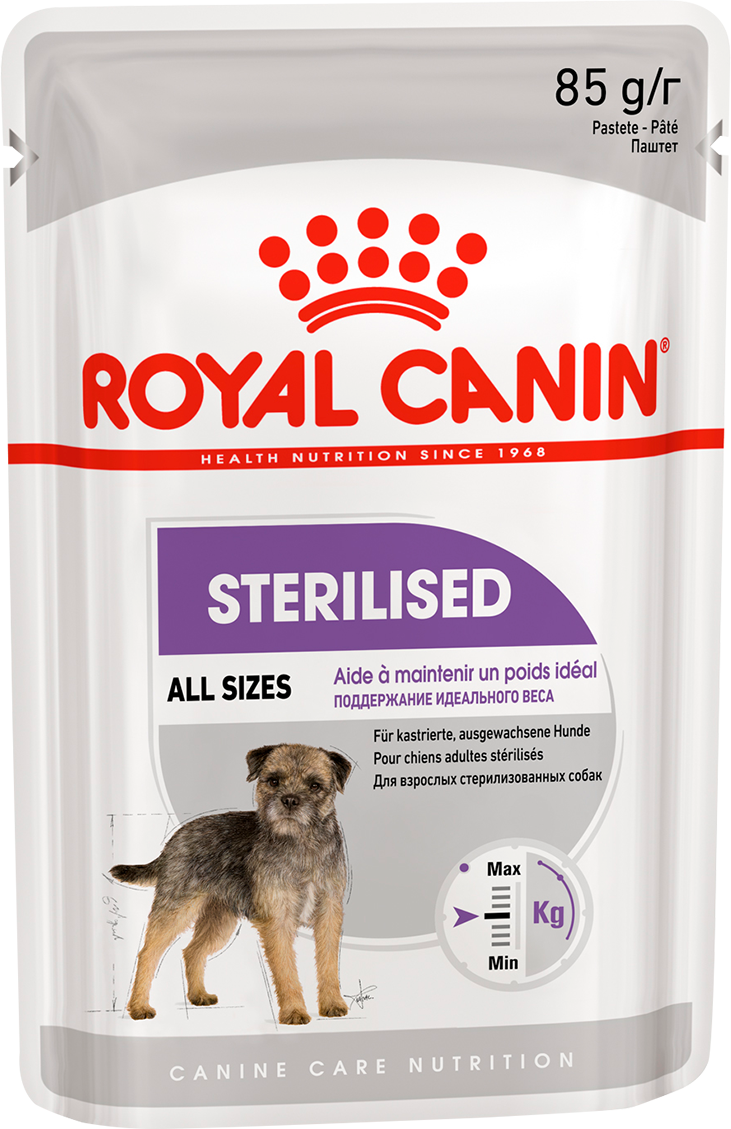 85 g/г
Pastete - Pâté
Паштет
ROYAL CANIN®
HEALTH NUTRITION SINCE 1968
STERILISED
ALL SIZES
Aide à maintenir un poids idéal
ПОДДЕРЖАНИЕ ИДЕАЛЬНОГО ВЕСА
Für kastrierte, ausgewachsene Hunde
Pour chiens adultes stérilisés
Для взрослых стерилизованных собак
Max
Kg
Min
CANINE CARE NUTRITION